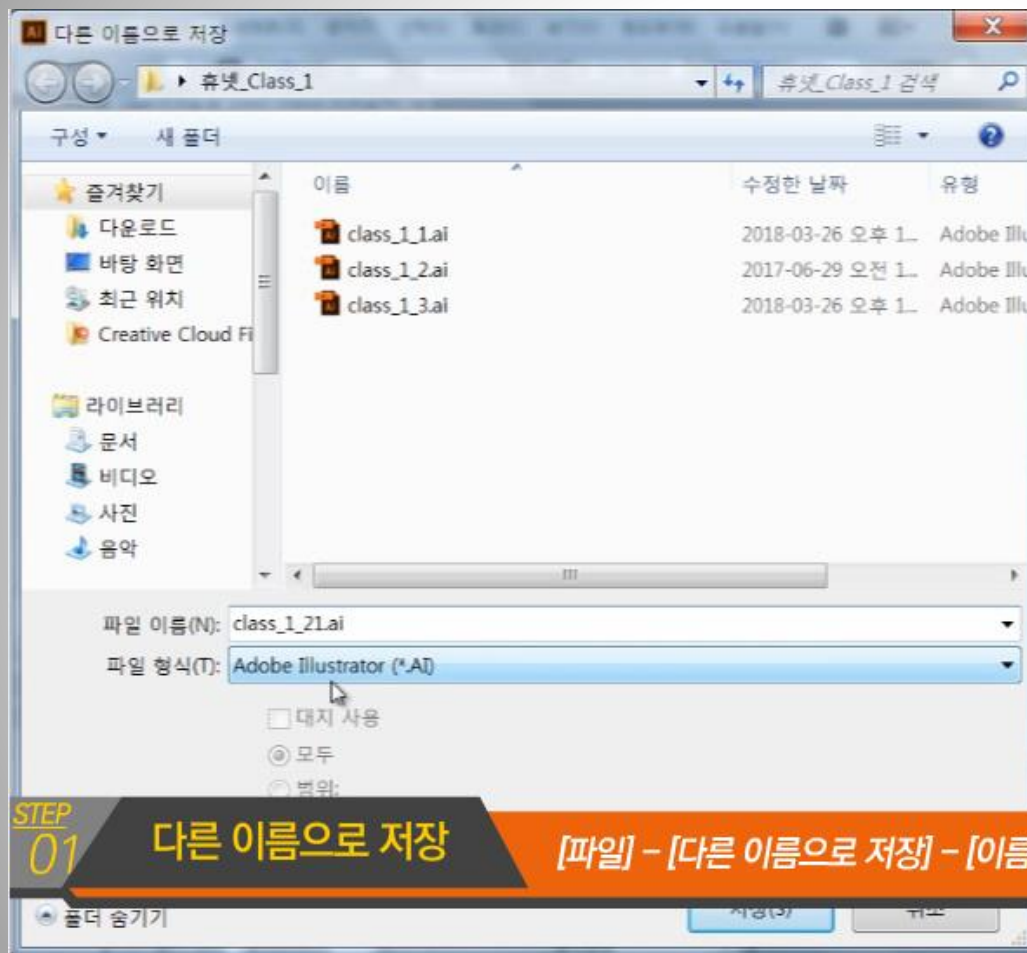 Ai 다른 이름으로 저장
휴넷_Class_1
휴넷_Class_1 검색
구성 새 폴더
이름 수정한 날짜 유형
즐겨찾기
다운로드
바탕 화면
최근 위치
Creative Cloud Fi
라이브러리
문서
비디오
사진
음악
class_1_1.ai 2018-03-26 오후 1... Adobe Illu
class_1_2.ai 2017-06-29 오전 1... Adobe Illu
class_1_3.ai 2018-03-26 오후 1... Adobe Illu
파일 이름(N): class_1_21.ai
파일 형식(T): Adobe Illustrator (*.AI)
대지 사용
모두
범위:
STEP
01
다른 이름으로 저장
[파일] – [다른 이름으로 저장] – [이름
폴더 숨기기
저장(S) 취소